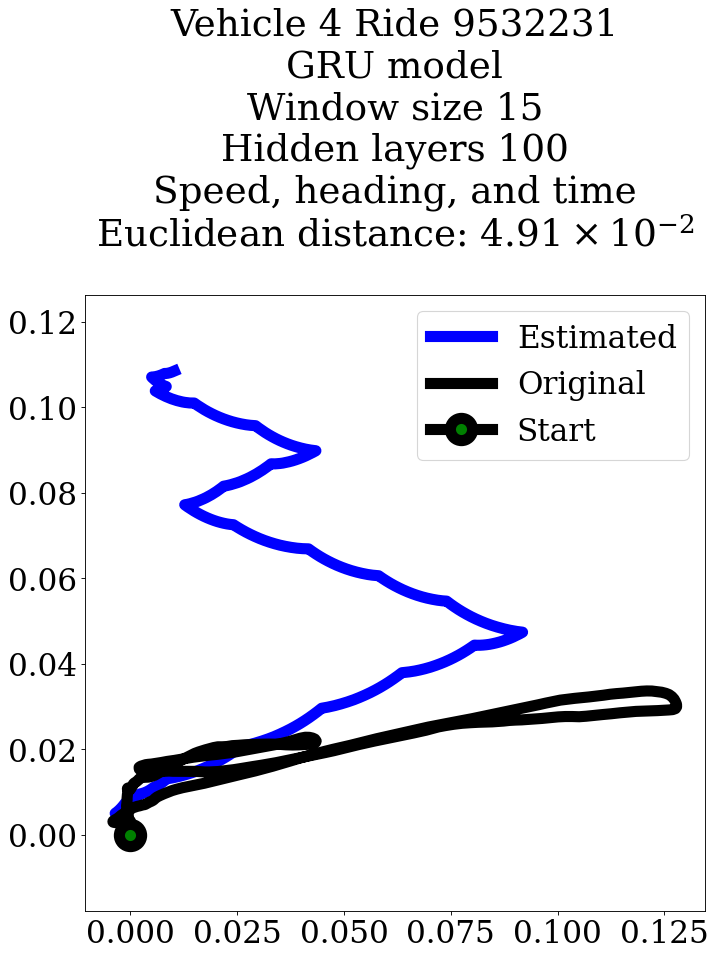 Vehicle 4 Ride 9532231
GRU model
Window size 15
Hidden layers 100
Speed, heading, and time
Euclidean distance: 4.91 × 10⁻²
Estimated
Original
Start
0.12
0.10
0.08
0.06
0.04
0.02
0.00
0.000 0.025 0.050 0.075 0.100 0.125